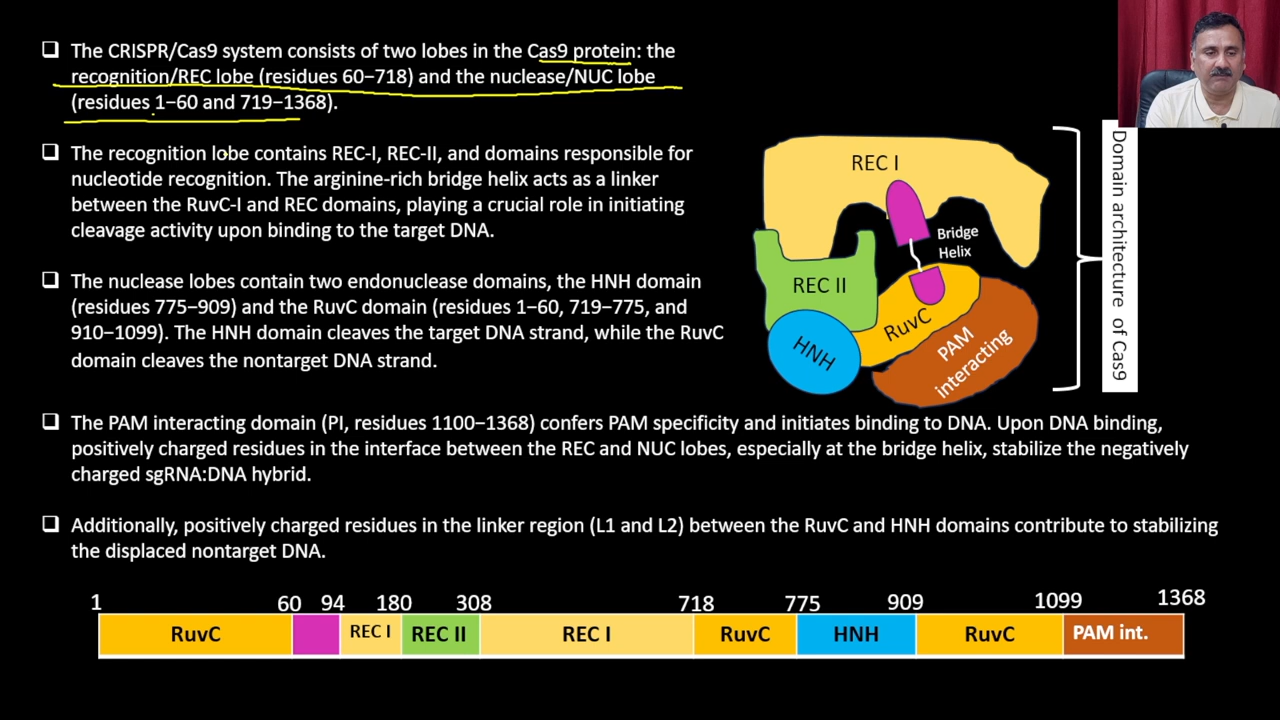 ❑ The CRISPR/Cas9 system consists of two lobes in the Cas9 protein: the
recognition/REC lobe (residues 60−718) and the nuclease/NUC lobe
(residues 1−60 and 719−1368).
❑ The recognition lobe contains REC-I, REC-II, and domains responsible for
nucleotide recognition. The arginine-rich bridge helix acts as a linker
between the RuvC-I and REC domains, playing a crucial role in initiating
cleavage activity upon binding to the target DNA.
❑ The nuclease lobes contain two endonuclease domains, the HNH domain
(residues 775−909) and the RuvC domain (residues 1−60, 719−775, and
910−1099). The HNH domain cleaves the target DNA strand, while the RuvC
domain cleaves the nontarget DNA strand.
REC I
Bridge
Helix
REC II
RuvC
HNH
PAM
interacting
Domain architecture of Cas9
❑ The PAM interacting domain (PI, residues 1100−1368) confers PAM specificity and initiates binding to DNA. Upon DNA binding,
positively charged residues in the interface between the REC and NUC lobes, especially at the bridge helix, stabilize the negatively
charged sgRNA:DNA hybrid.
❑ Additionally, positively charged residues in the linker region (L1 and L2) between the RuvC and HNH domains contribute to stabilizing
the displaced nontarget DNA.
1 60 94 180 308 718 775 909 1099 1368
RuvC REC I REC II REC I RuvC HNH RuvC PAM int.